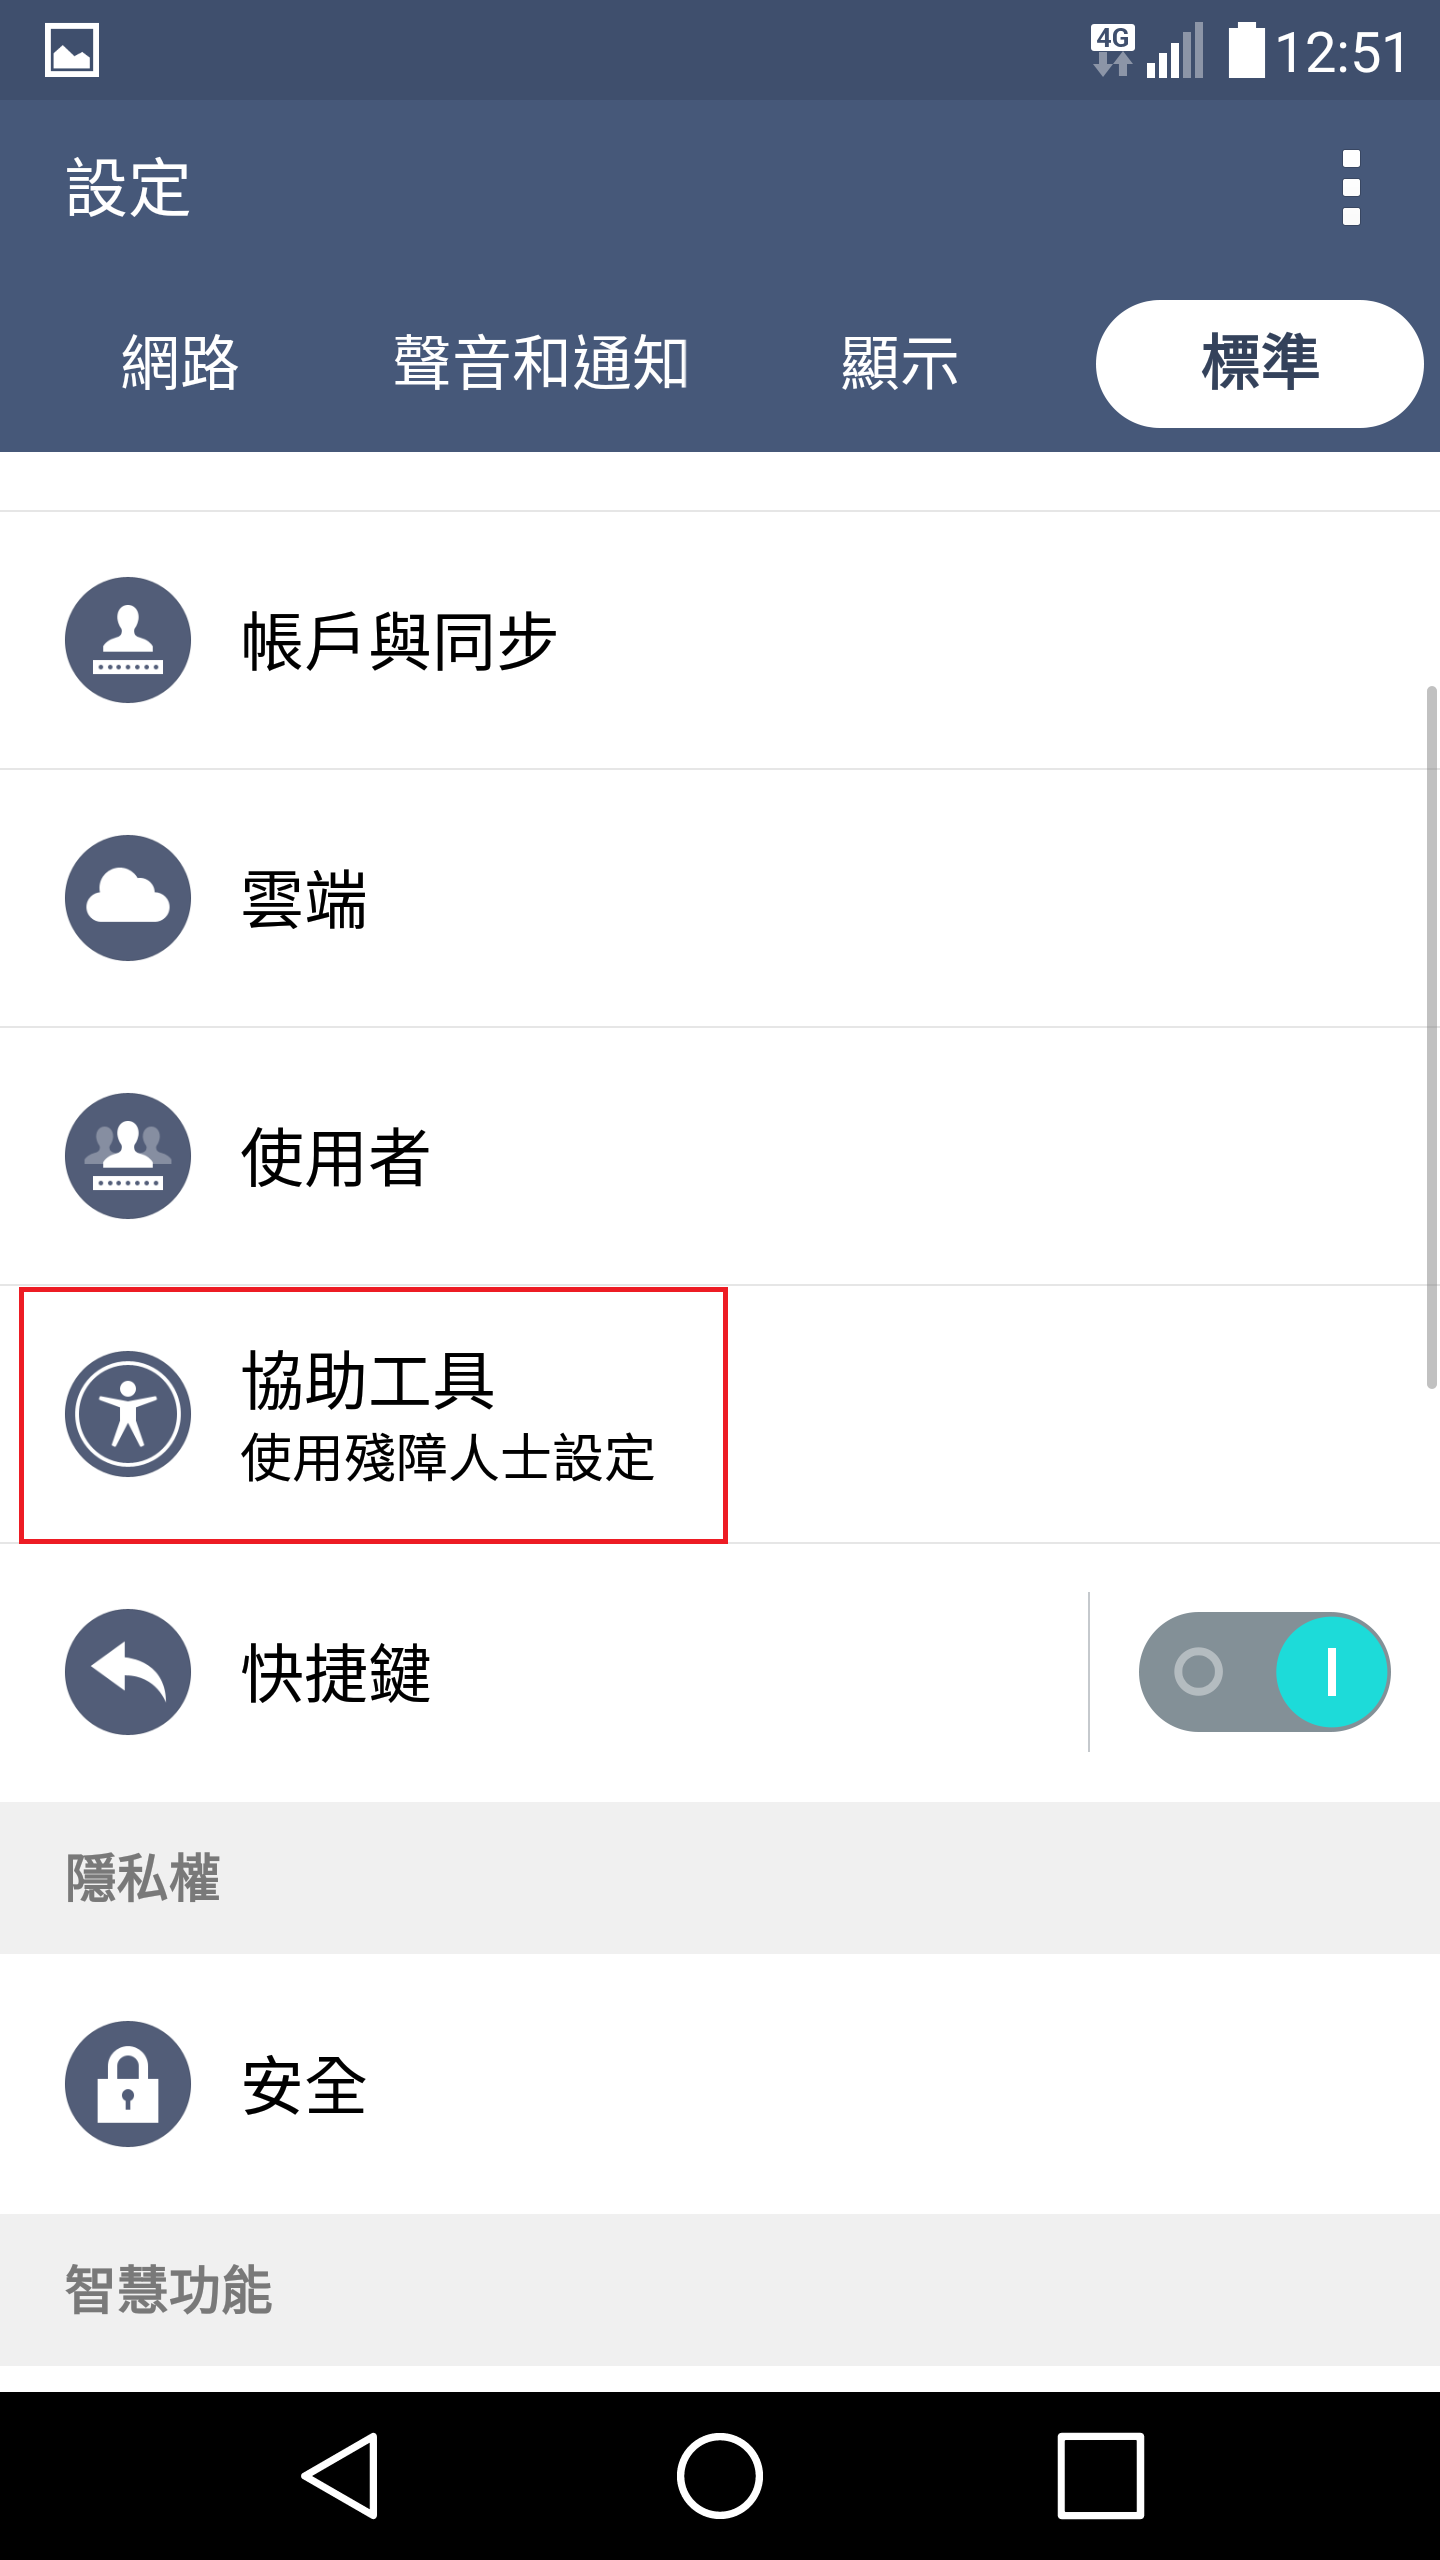 4G 12:51
設定
網路 聲音和通知 顯示 標準
帳戶與同步
雲端
使用者
協助工具
使用殘障人士設定
快捷鍵
隱私權
安全
智慧功能